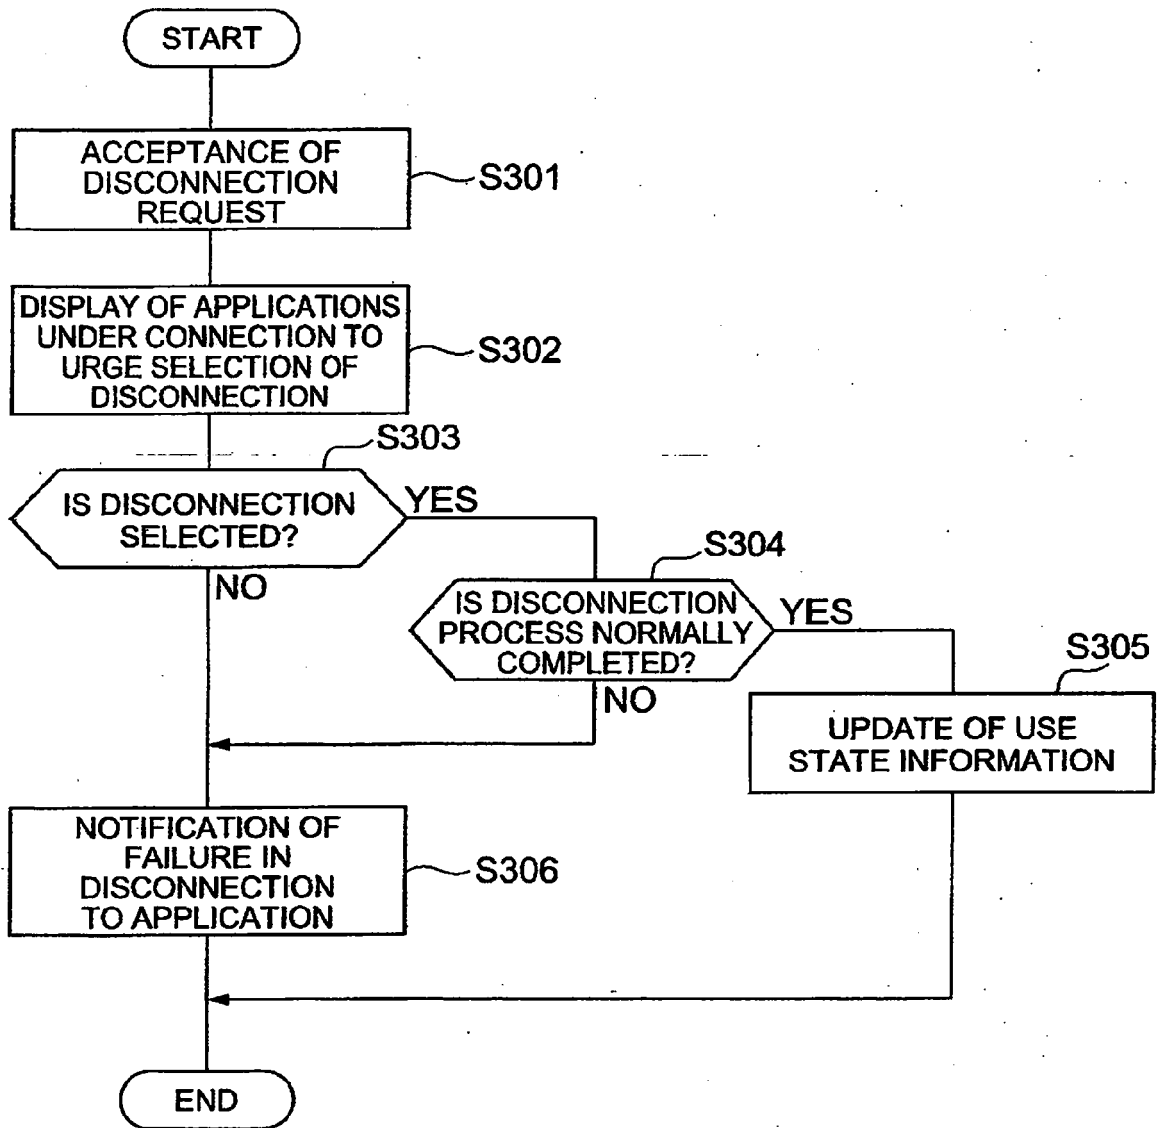 START
ACCEPTANCE OF
DISCONNECTION
REQUEST
S301
DISPLAY OF APPLICATIONS
UNDER CONNECTION TO
URGE SELECTION OF
DISCONNECTION
S302
S303
IS DISCONNECTION
SELECTED?
YES
NO
S304
IS DISCONNECTION
PROCESS NORMALLY
COMPLETED?
YES
NO
S305
UPDATE OF USE
STATE INFORMATION
NOTIFICATION OF
FAILURE IN
DISCONNECTION
TO APPLICATION
S306
END